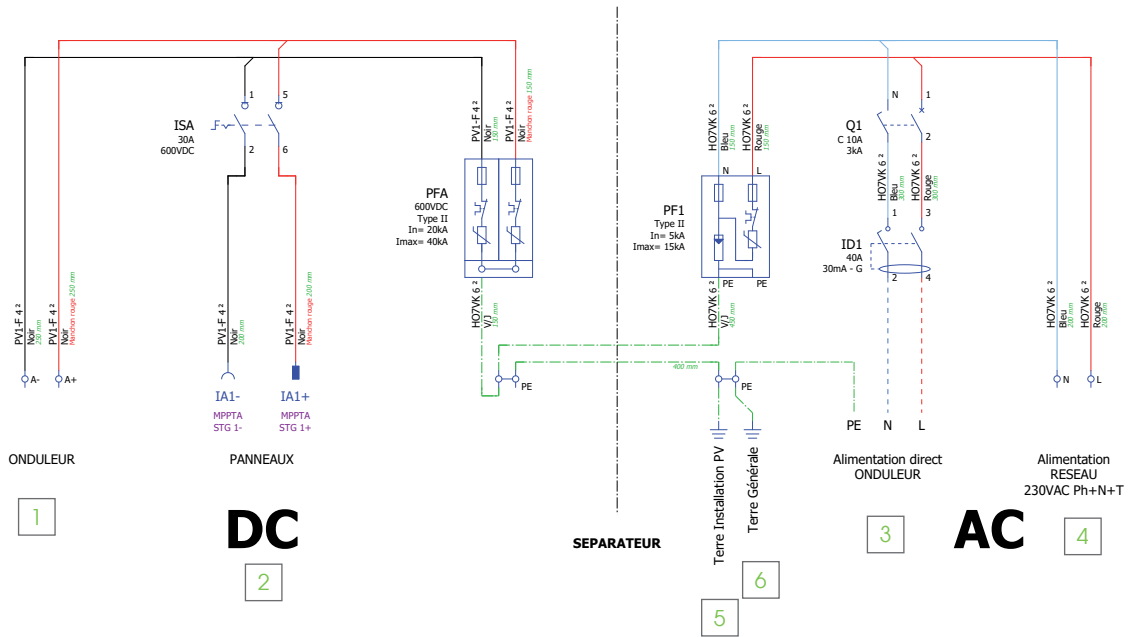 1
5
ISA
30A
600VDC
2
6
PV1-F 4²
Noir
150 mm
PV1-F 4²
Noir
Manchon rouge 150 mm
PFA
600VDC
Type II
In= 20kA
Imax= 40kA
HO7VK 6²
V/J
150 mm
PV1-F 4²
Noir
250 mm
PV1-F 4²
Noir
Manchon rouge 250 mm
PV1-F 4²
Noir
200 mm
PV1-F 4²
Noir
Manchon rouge 200 mm
A-
A+
IA1-
MPPTA
STG 1-
IA1+
MPPTA
STG 1+
PE
ONDULEUR
PANNEAUX
1
DC
2
SEPARATEUR
HO7VK 6²
Bleu
150 mm
HO7VK 6²
Rouge
150 mm
N
L
PF1
Type II
In= 5kA
Imax= 15kA
PE
PE
HO7VK 6²
V/J
450 mm
400 mm
PE
Terre Installation PV
Terre Générale
5
6
N
1
Q1
C 10A
3kA
2
HO7VK 6²
Bleu
300 mm
HO7VK 6²
Rouge
300 mm
1
3
ID1
40A
30mA - G
2
4
PE
N
L
Alimentation direct
ONDULEUR
3
AC
HO7VK 6²
Bleu
200 mm
HO7VK 6²
Rouge
200 mm
N
L
Alimentation
RESEAU
230VAC Ph+N+T
4